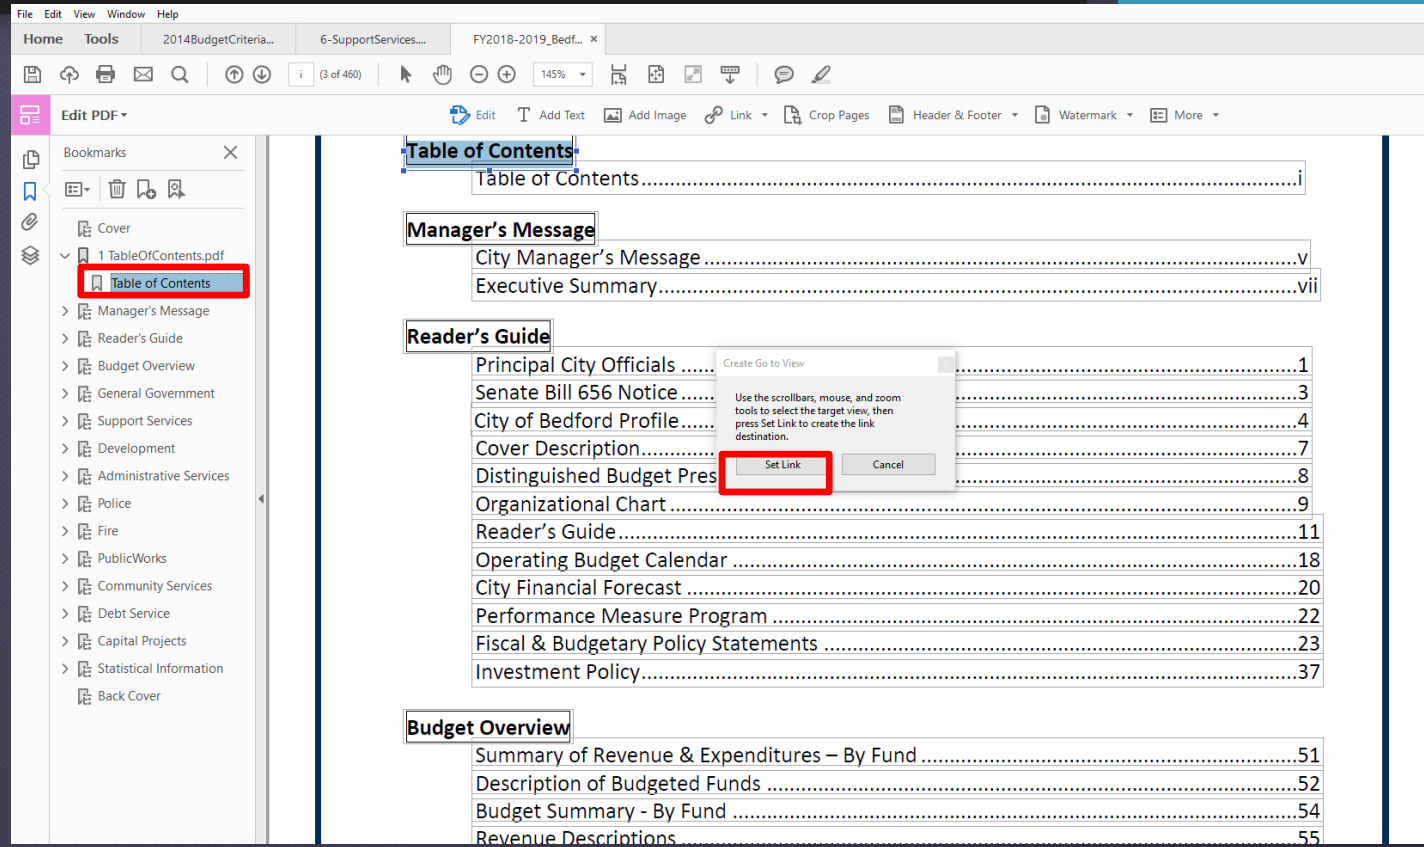 File Edit View Window Help
Home Tools 2014BudgetCriteria... 6-SupportServices.... FY2018-2019_Bedf... ×
i (3 of 460) 145%
Edit PDF Edit Add Text Add Image Link Crop Pages Header & Footer Watermark More
Bookmarks
Cover
1 TableOfContents.pdf
Table of Contents
Manager's Message
Reader's Guide
Budget Overview
General Government
Support Services
Development
Administrative Services
Police
Fire
PublicWorks
Community Services
Debt Service
Capital Projects
Statistical Information
Back Cover
Table of Contents
Table of Contents..........i
Manager's Message
City Manager's Message..........v
Executive Summary..........vii
Reader's Guide
Principal City Officials..........1
Senate Bill 656 Notice..........3
City of Bedford Profile..........4
Cover Description..........7
Distinguished Budget Pres..........8
Organizational Chart..........9
Reader's Guide..........11
Operating Budget Calendar..........18
City Financial Forecast..........20
Performance Measure Program..........22
Fiscal & Budgetary Policy Statements..........23
Investment Policy..........37
Budget Overview
Summary of Revenue & Expenditures – By Fund..........51
Description of Budgeted Funds..........52
Budget Summary - By Fund..........54
Revenue Descriptions..........55
Create Go to View
Use the scrollbars, mouse, and zoom
tools to select the target view, then
press Set Link to create the link
destination.
Set Link Cancel